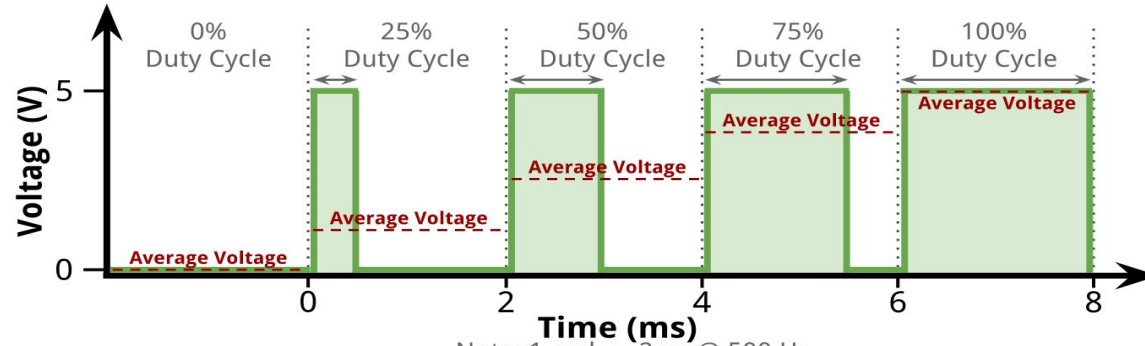 0%
Duty Cycle
25%
Duty Cycle
50%
Duty Cycle
75%
Duty Cycle
100%
Duty Cycle
Voltage (V)
5
0
Average Voltage
Average Voltage
Average Voltage
Average Voltage
Average Voltage
0
2
4
6
8
Time (ms)